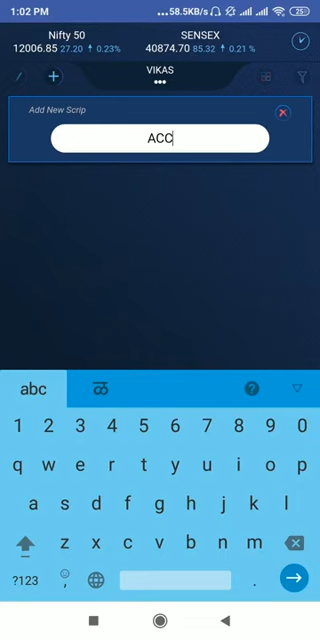 1:02 PM ...58.5KB/s 25
Nifty 50 SENSEX
12006.85 27.20 0.23% 40874.70 85.32 0.21 %
VIKAS
Add New Scrip
ACC
abc ?
1 2 3 4 5 6 7 8 9 0
q w e r t y u i o p
a s d f g h j k l
z x c v b n m
?123 , .